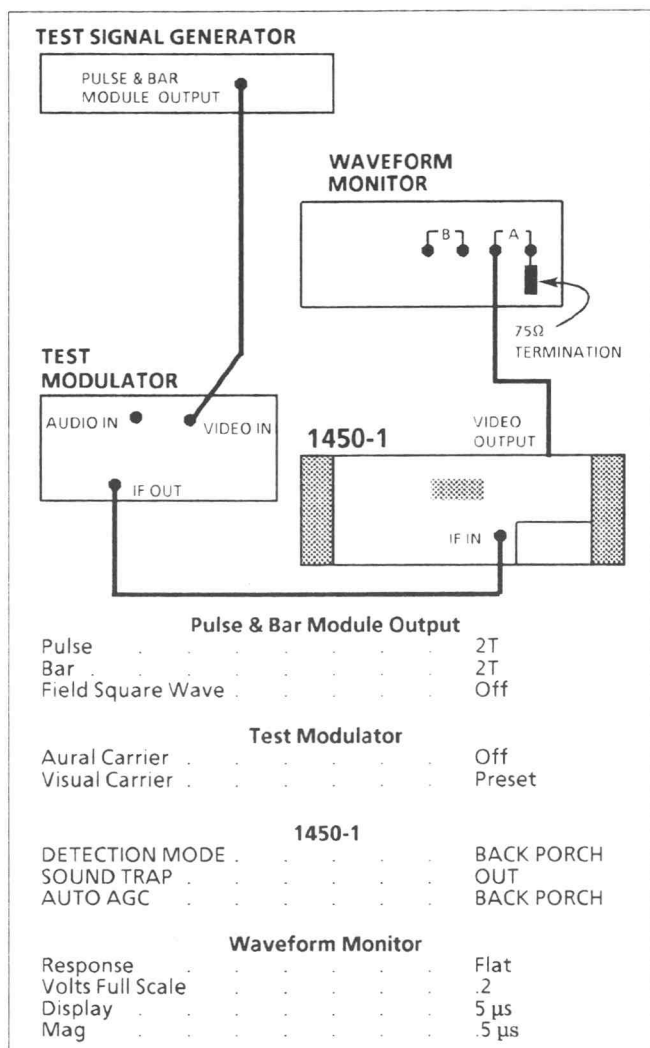 TEST SIGNAL GENERATOR
PULSE & BAR
MODULE OUTPUT
WAVEFORM
MONITOR
B
A
75Ω
TERMINATION
TEST
MODULATOR
AUDIO IN
VIDEO IN
IF OUT
1450-1
VIDEO
OUTPUT
IF IN
Pulse & Bar Module Output
Pulse . . . . . . 2T
Bar . . . . . . . 2T
Field Square Wave . . . . . Off
Test Modulator
Aural Carrier . . . . . . Off
Visual Carrier . . . . . . Preset
1450-1
DETECTION MODE . . . . . BACK PORCH
SOUND TRAP . . . . . . OUT
AUTO AGC . . . . . . BACK PORCH
Waveform Monitor
Response . . . . . . Flat
Volts Full Scale . . . . . . .2
Display . . . . . . 5 µs
Mag . . . . . . . .5 µs